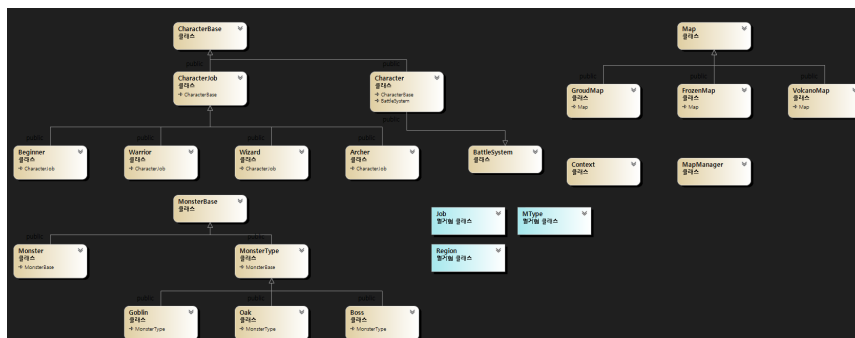 CharacterBase
클래스
Map
클래스
public
public
public
CharacterJob
클래스
CharacterBase
Character
클래스
CharacterBase
BattleSystem
GroudMap
클래스
Map
FrozenMap
클래스
Map
VolcanoMap
클래스
Map
public
public
public
public
public
Beginner
클래스
CharacterJob
Warrior
클래스
CharacterJob
Wizard
클래스
CharacterJob
Archer
클래스
CharacterJob
BattleSystem
클래스
Context
클래스
MapManager
클래스
MonsterBase
클래스
Job
열거형 클래스
MType
열거형 클래스
public
public
Monster
클래스
MonsterBase
MonsterType
클래스
MonsterBase
Region
열거형 클래스
public
public
public
Goblin
클래스
MonsterType
Oak
클래스
MonsterType
Boss
클래스
MonsterType